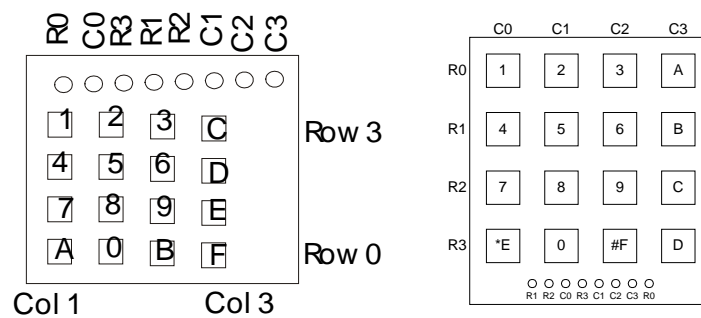 R0 C0 R3 R1 R2 C1 C2 C3
1 2 3 C
Row 3
4 5 6 D
7 8 9 E
A 0 B F
Row 0
Col 1 Col 3
C0 C1 C2 C3
R0 1 2 3 A
R1 4 5 6 B
R2 7 8 9 C
R3 *E 0 #F D
R1 R2 C0 R3 C1 C2 C3 R0